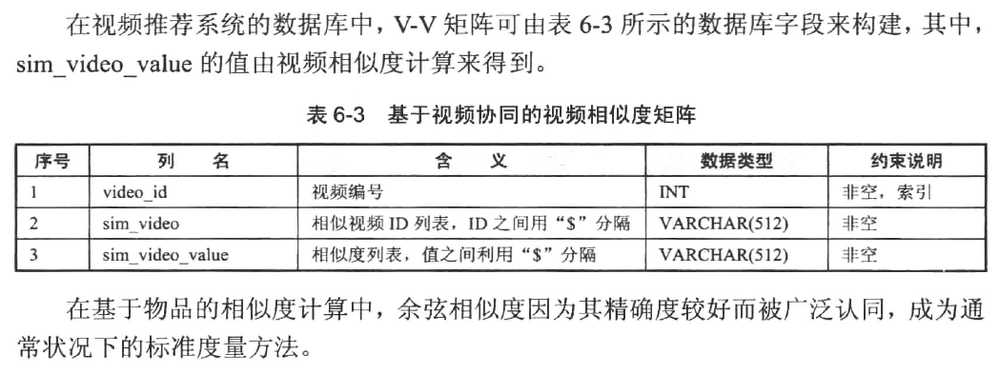 在视频推荐系统的数据库中，V-V 矩阵可由表 6-3 所示的数据库字段来构建，其中，
sim_video_value 的值由视频相似度计算来得到。
表 6-3 基于视频协同的视频相似度矩阵
序号 列 名 含 义 数据类型 约束说明
1 video_id 视频编号 INT 非空，索引
2 sim_video 相似视频 ID 列表，ID 之间用“$”分隔 VARCHAR(512) 非空
3 sim_video_value 相似度列表，值之间利用“$”分隔 VARCHAR(512) 非空
在基于物品的相似度计算中，余弦相似度因为其精确度较好而被广泛认同，成为通
常状况下的标准度量方法。